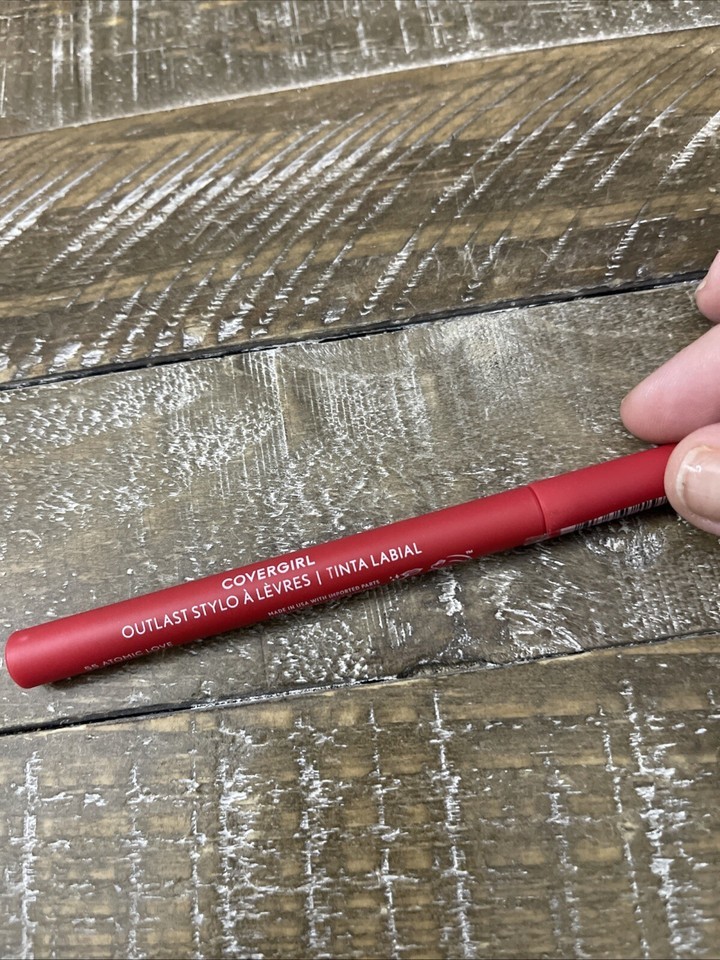 COVERGIRL
OUTLAST STYLO À LÈVRES | TINTA LABIAL
MADE IN USA WITH IMPORTED PARTS
55 ATOMIC LOVE